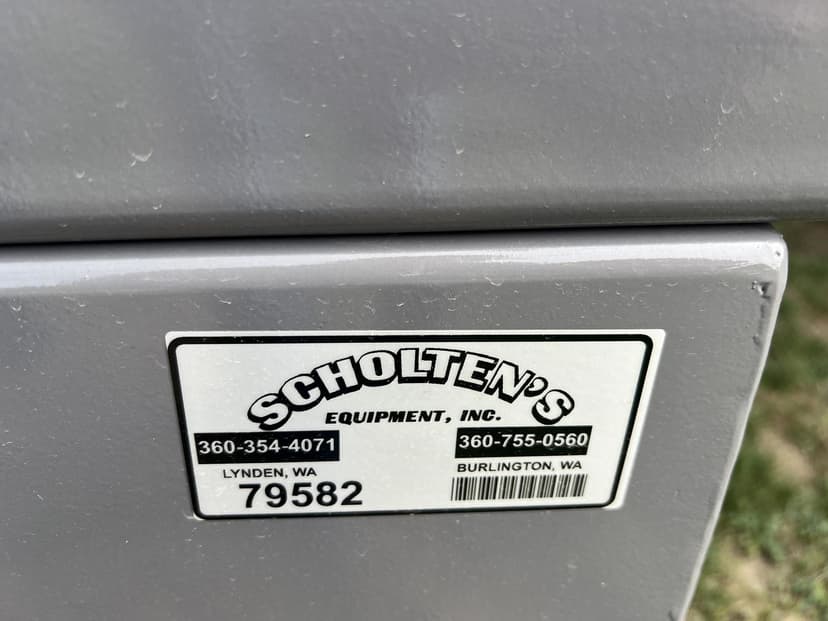 SCHOLTEN'S
EQUIPMENT, INC.
360-354-4071 360-755-0560
LYNDEN, WA BURLINGTON, WA
79582